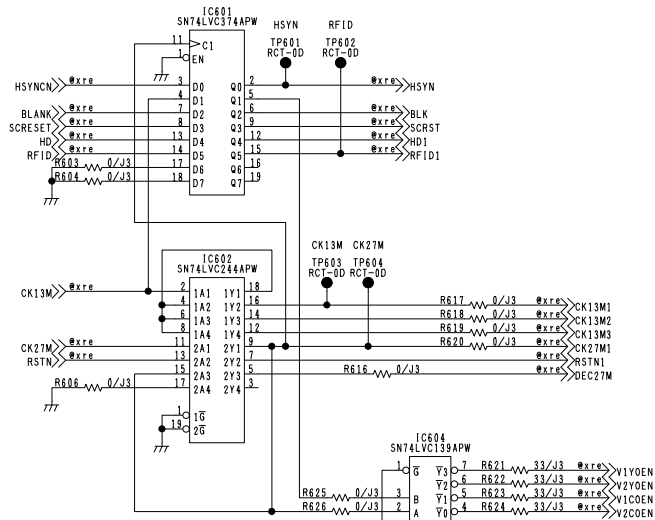 IC601
SN74LVC374APW
HSYN
RFID
TP601
RCT-0D
TP602
RCT-0D
11
C1
1
EN
HSYNCN @xre 3 D0 Q0 2 @xre HSYN
4 D1 Q1 5
BLANK @xre 7 D2 Q2 6 @xre BLK
SCRESET @xre 8 D3 Q3 9 @xre SCRST
HD @xre 13 D4 Q4 12 @xre HD1
RFID @xre 14 D5 Q5 15 @xre RFID1
R603 0/J3 17 D6 Q6 16
R604 0/J3 18 D7 Q7 19
IC602
SN74LVC244APW
CK13M
CK27M
TP603
RCT-0D
TP604
RCT-0D
CK13M @xre 2 1A1 1Y1 18
4 1A2 1Y2 16 R617 0/J3 @xre CK13M1
6 1A3 1Y3 14 R618 0/J3 @xre CK13M2
8 1A4 1Y4 12 R619 0/J3 @xre CK13M3
CK27M @xre 11 2A1 2Y1 9 R620 0/J3 @xre CK27M1
RSTN @xre 13 2A2 2Y2 7 @xre RSTN1
15 2A3 2Y3 5 R616 0/J3 @xre DEC27M
R606 0/J3 17 2A4 2Y4 3
1 1G
19 2G
IC604
SN74LVC139APW
1 G Y3 7 R621 33/J3 @xre V1YOEN
Y2 6 R622 33/J3 @xre V2YOEN
R625 0/J3 3 B Y1 5 R623 33/J3 @xre V1COEN
R626 0/J3 2 A Y0 4 R624 33/J3 @xre V2COEN